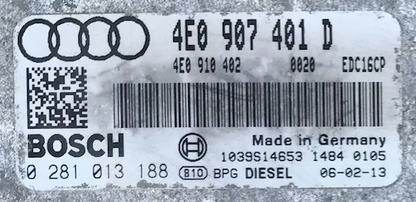 4E0 907 401 D
4E0 910 402 0020 EDC16CP
BOSCH
Made in Germany
1039S14653 1484 0105
0 281 013 188 B10 BPG DIESEL 06-02-13